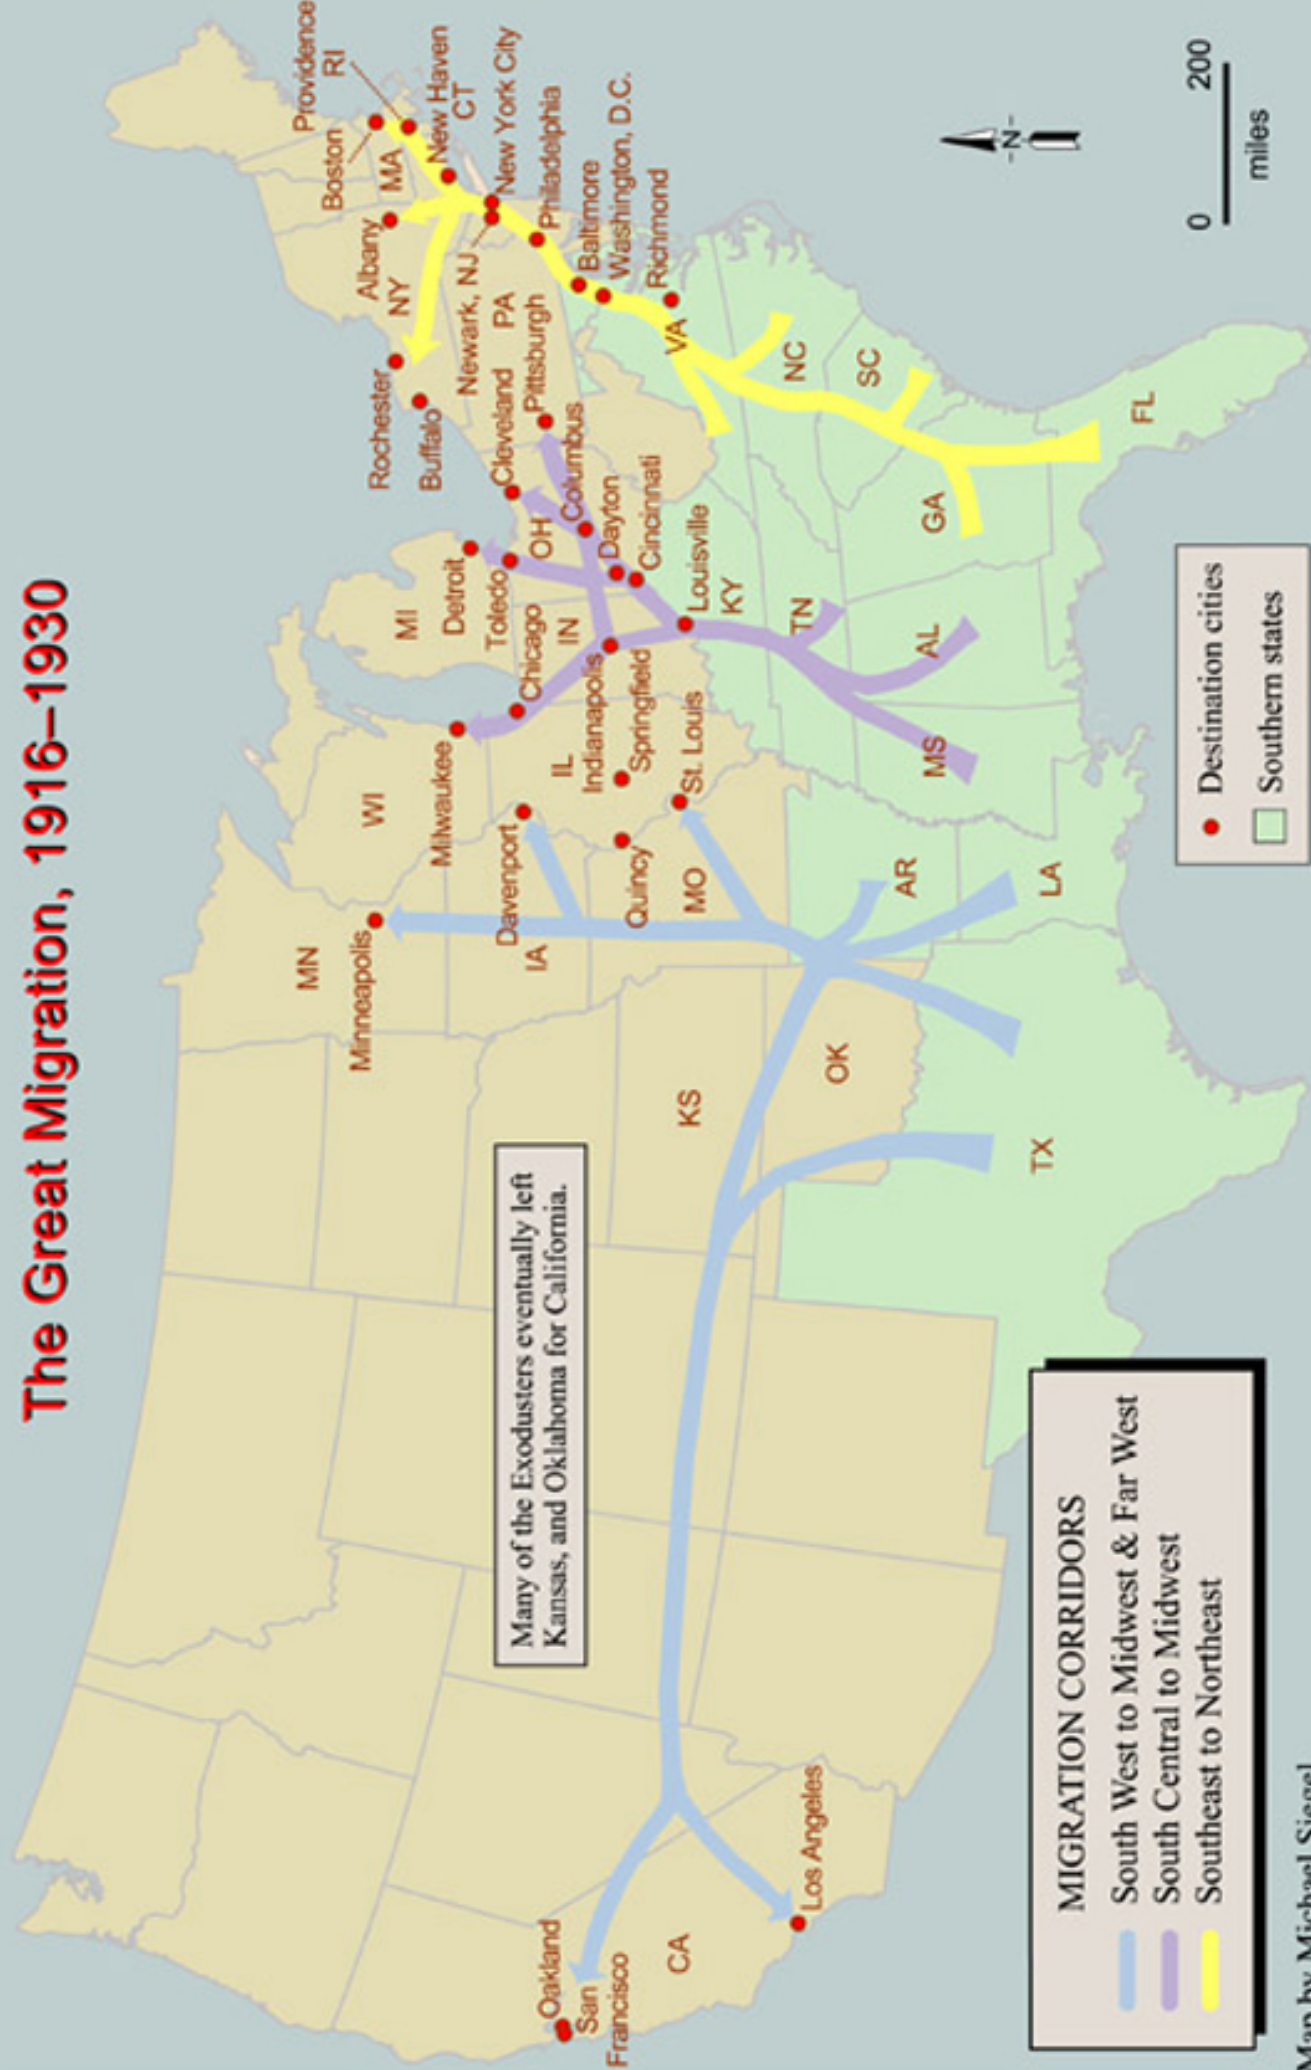 The Great Migration, 1916–1930
Providence
RI
Boston
MA
New Haven
CT
Albany
NY
New York City
Newark, NJ
Philadelphia
PA
Baltimore
Washington, D.C.
Richmond
VA
Rochester
Buffalo
Pittsburgh
Cleveland
Columbus
OH
Dayton
Cincinnati
Louisville
KY
Detroit
MI
Toledo
Chicago
IN
Indianapolis
IL
Springfield
St. Louis
Milwaukee
WI
Davenport
Quincy
MO
IA
MN
Minneapolis
NC
SC
GA
FL
TN
AL
MS
AR
LA
KS
OK
TX
Many of the Exodusters eventually left
Kansas, and Oklahoma for California.
Oakland
San
Francisco
CA
Los Angeles
-N-
0
200
miles
Destination cities
Southern states
MIGRATION CORRIDORS
South West to Midwest & Far West
South Central to Midwest
Southeast to Northeast
Map by Michael Siegel